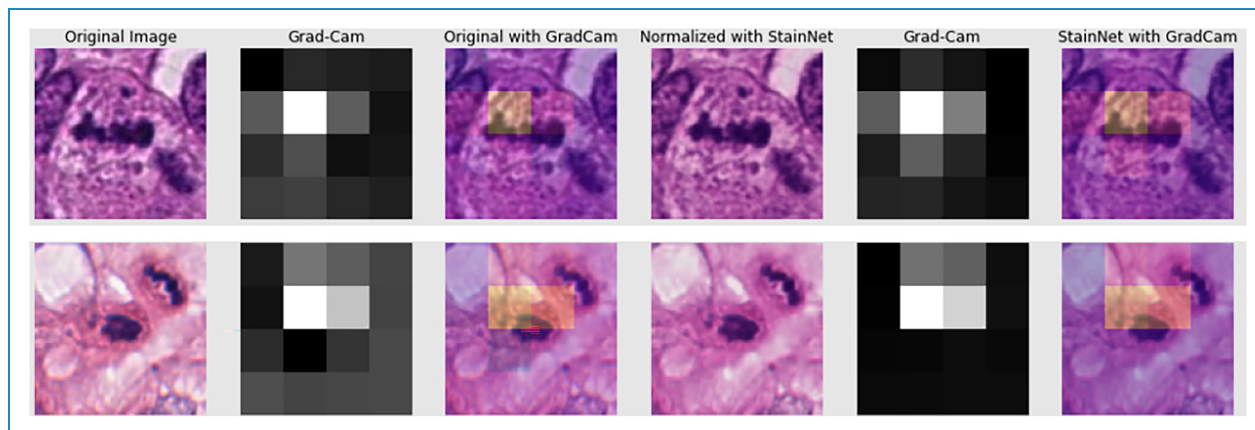 Original Image
Grad-Cam
Original with GradCam
Normalized with StainNet
Grad-Cam
StainNet with GradCam